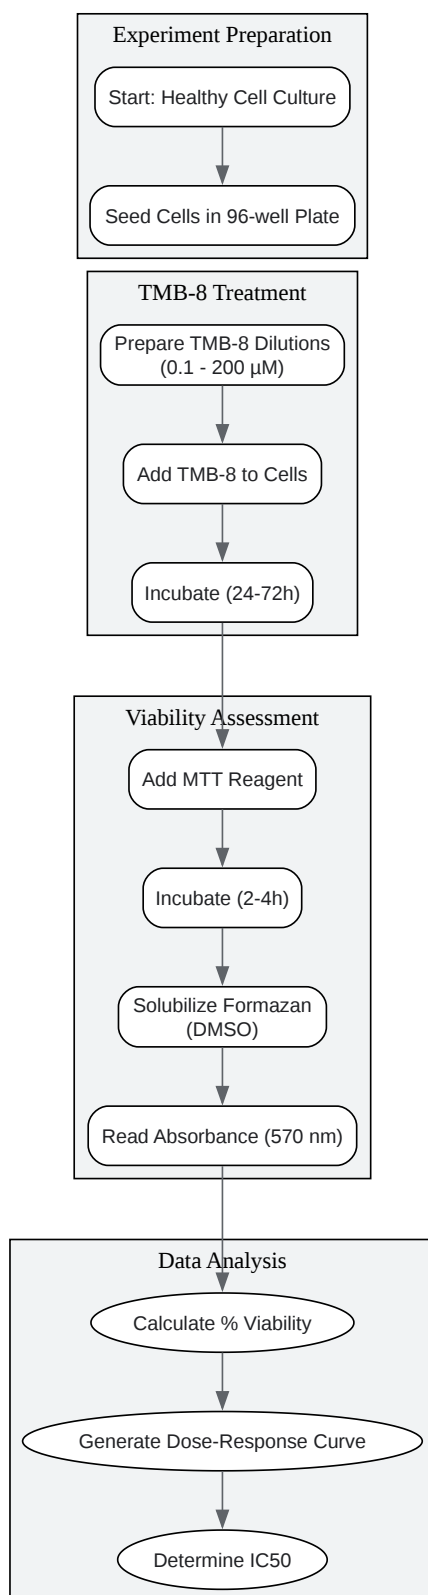 Experiment Preparation
Start: Healthy Cell Culture
Seed Cells in 96-well Plate
TMB-8 Treatment
Prepare TMB-8 Dilutions
(0.1 - 200 µM)
Add TMB-8 to Cells
Incubate (24-72h)
Viability Assessment
Add MTT Reagent
Incubate (2-4h)
Solubilize Formazan
(DMSO)
Read Absorbance (570 nm)
Data Analysis
Calculate % Viability
Generate Dose-Response Curve
Determine IC50